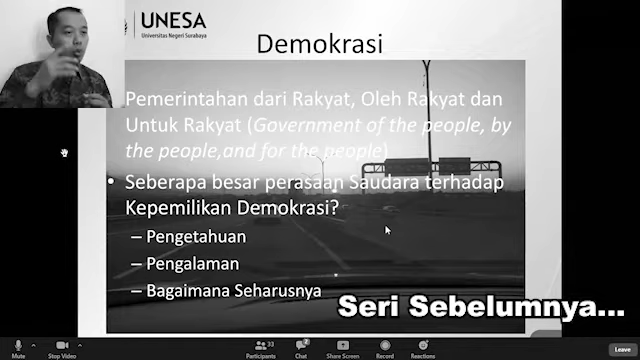 UNESA
Universitas Negeri Surabaya
Demokrasi
Pemerintahan dari Rakyat, Oleh Rakyat dan
Untuk Rakyat (Government of the people, by
the people,and for the people)
• Seberapa besar perasaan Saudara terhadap
Kepemilikan Demokrasi?
– Pengetahuan
– Pengalaman
– Bagaimana Seharusnya
Seri Sebelumnya...
Mute
Stop Video
33
Participants
Chat
Share Screen
Record
Reactions
Leave